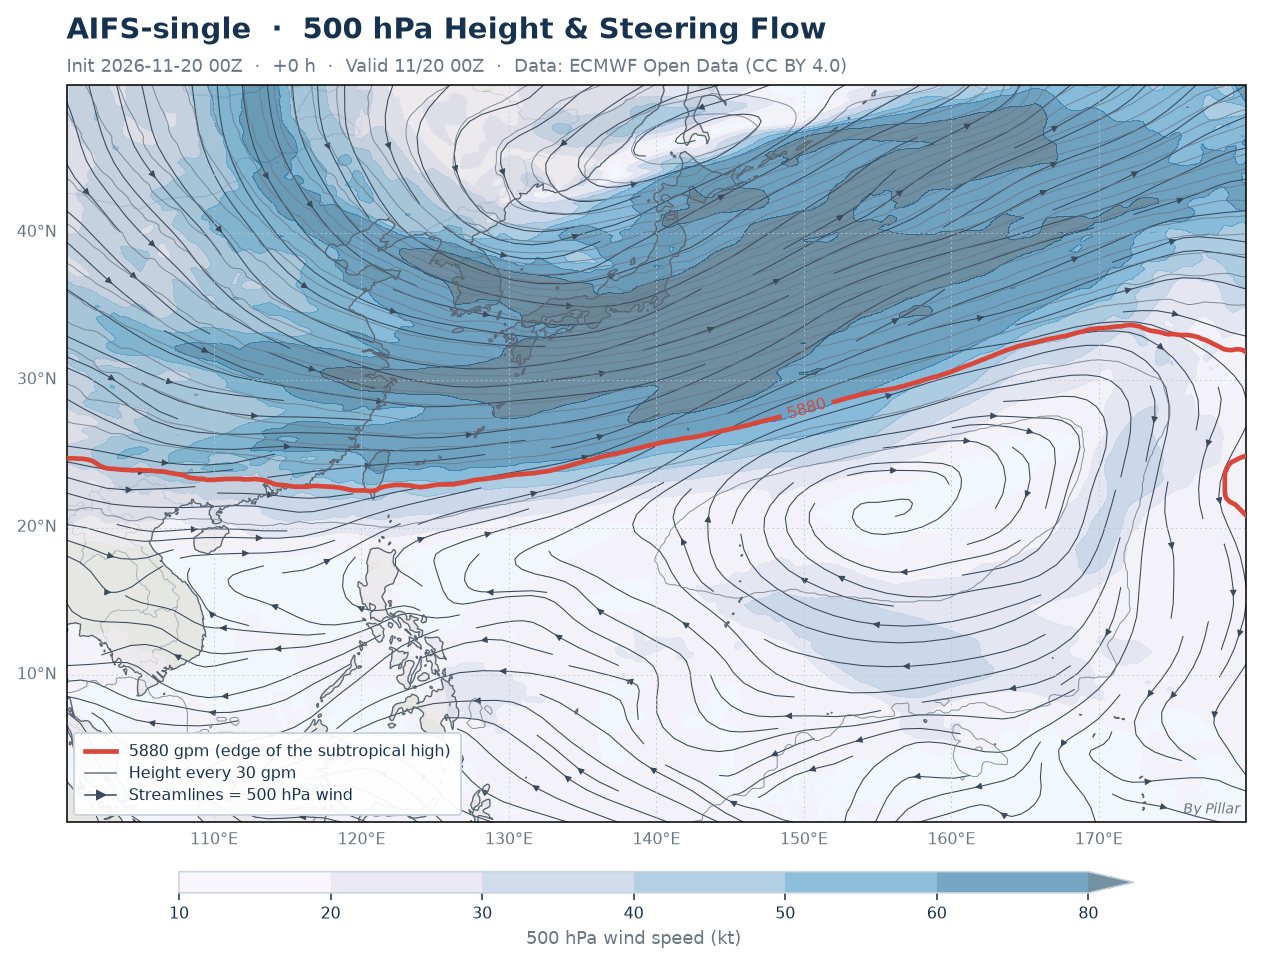 AIFS-single · 500 hPa Height & Steering Flow
Init 2026-11-20 00Z · +0 h · Valid 11/20 00Z · Data: ECMWF Open Data (CC BY 4.0)
40°N
30°N
20°N
10°N
5880
5880 gpm (edge of the subtropical high)
Height every 30 gpm
Streamlines = 500 hPa wind
By Pillar
110°E 120°E 130°E 140°E 150°E 160°E 170°E
10 20 30 40 50 60 80
500 hPa wind speed (kt)